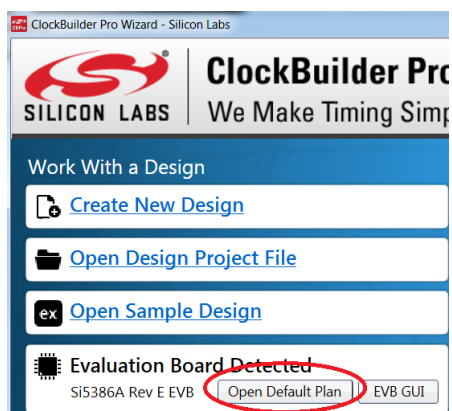 ClockBuilder Pro Wizard - Silicon Labs
SILICON LABS
ClockBuilder Pro
We Make Timing Simp
Work With a Design
Create New Design
Open Design Project File
ex Open Sample Design
Evaluation Board Detected
Si5386A Rev E EVB Open Default Plan EVB GUI